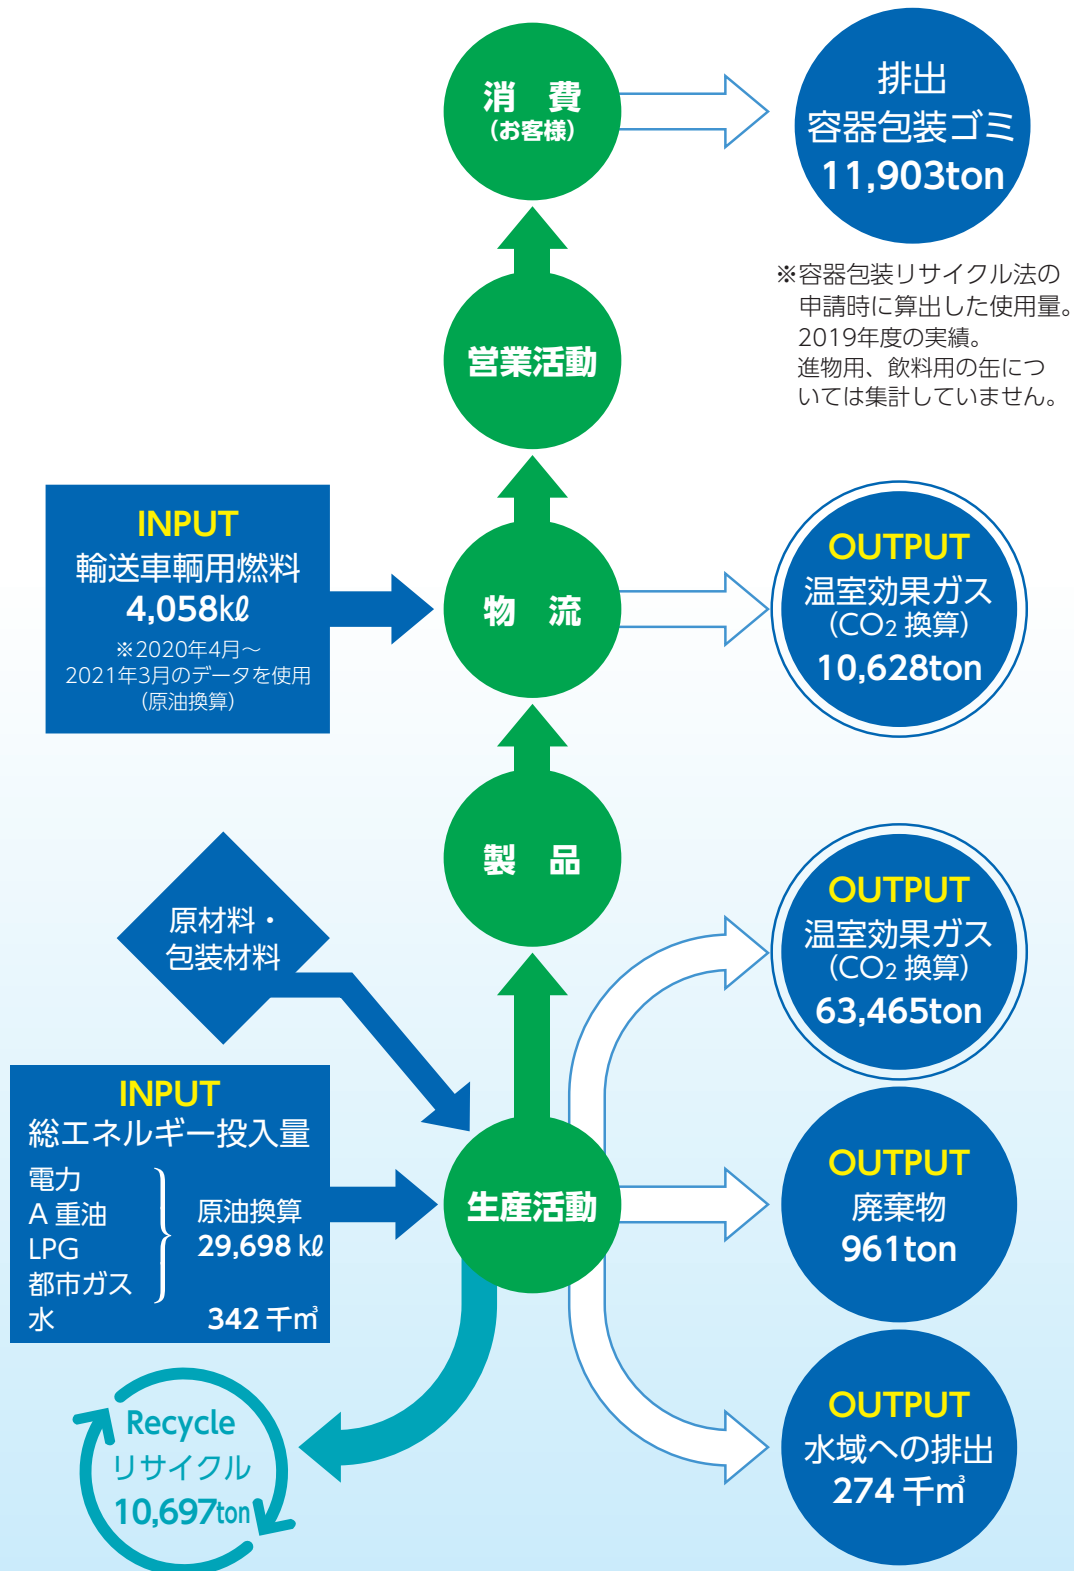 消 費
(お客様)
排出
容器包装ゴミ
11,903ton
※容器包装リサイクル法の
申請時に算出した使用量。
2019年度の実績。
進物用、飲料用の缶につ
いては集計していません。
営業活動
INPUT
輸送車輌用燃料
4,058kℓ
※2020年4月～
2021年3月のデータを使用
(原油換算)
物 流
OUTPUT
温室効果ガス
(CO₂ 換算)
10,628ton
製 品
原材料・
包装材料
OUTPUT
温室効果ガス
(CO₂ 換算)
63,465ton
INPUT
総エネルギー投入量
電力
A 重油
LPG
都市ガス
原油換算
29,698 kℓ
水 342 千㎥
生産活動
OUTPUT
廃棄物
961ton
Recycle
リサイクル
10,697ton
OUTPUT
水域への排出
274 千㎥